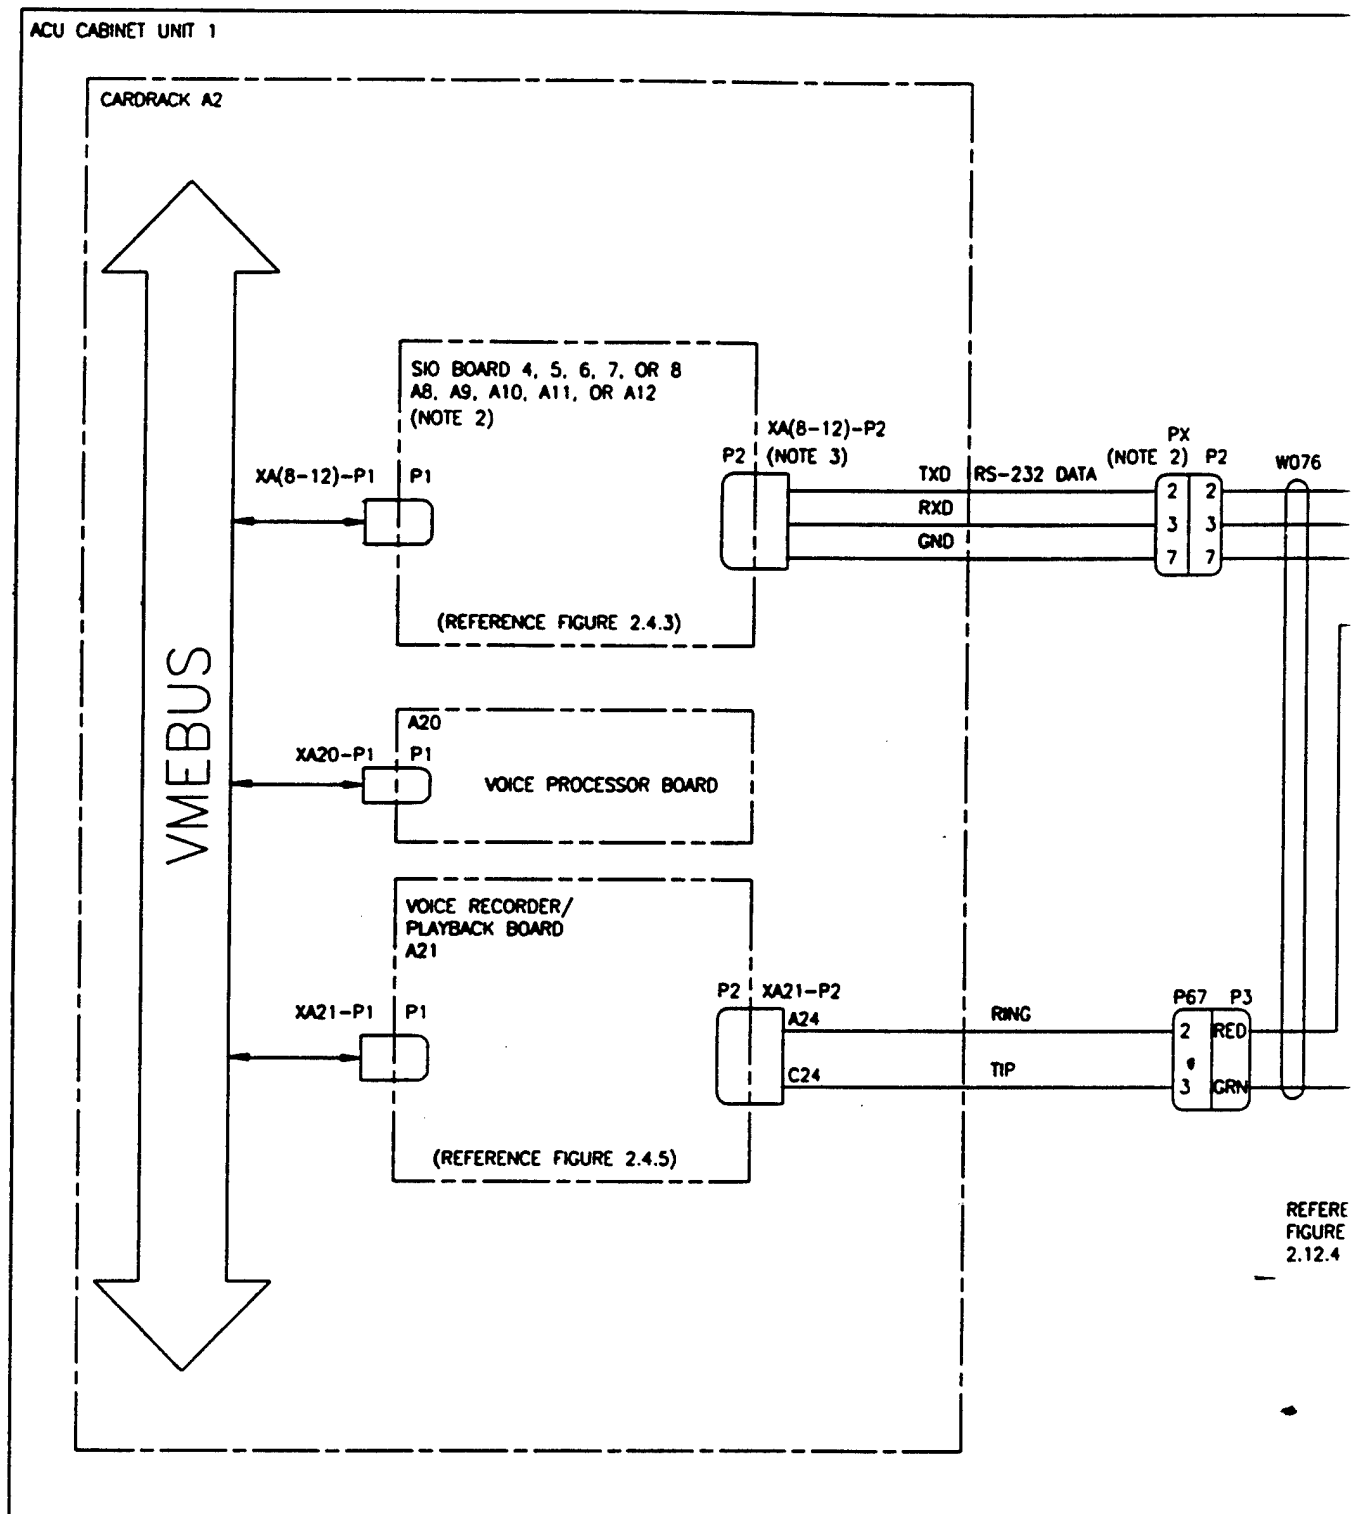 ACU CABINET UNIT 1
CARDRACK A2
VMEBUS
SIO BOARD 4, 5, 6, 7, OR 8
A8, A9, A10, A11, OR A12
(NOTE 2)
XA(8-12)-P1 P1
P2 XA(8-12)-P2
(NOTE 3)
TXD RS-232 DATA
RXD
GND
PX
(NOTE 2) P2
W076
2 2
3 3
7 7
(REFERENCE FIGURE 2.4.3)
A20
XA20-P1 P1
VOICE PROCESSOR BOARD
VOICE RECORDER/
PLAYBACK BOARD
A21
XA21-P1 P1
P2 XA21-P2
A24 RING
C24 TIP
P67 P3
2 RED
3 GRN
(REFERENCE FIGURE 2.4.5)
REFERE
FIGURE
2.12.4